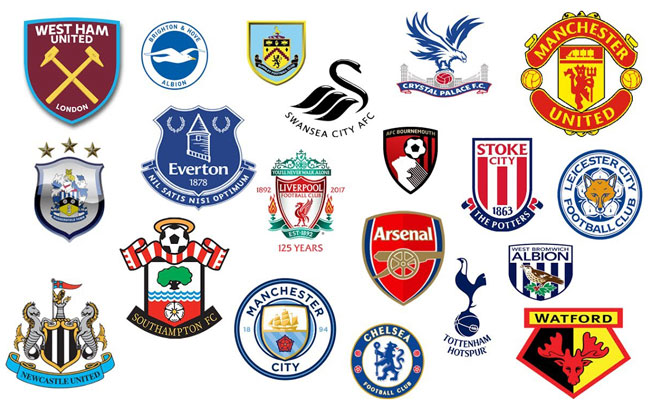 WEST HAM
UNITED
LONDON
BRIGHTON & HOVE
ALBION
SWANSEA CITY AFC
CRYSTAL PALACE F.C.
MANCHESTER
UNITED
Everton
1878
NIL SATIS NISI OPTIMUM
YOU'LL NEVER WALK ALONE
1892
2017
LIVERPOOL
FOOTBALL CLUB
EST·1892
125 YEARS
AFC BOURNEMOUTH
STOKE
CITY
1863
THE POTTERS
LEICESTER CITY
FOOTBALL CLUB
SOUTHAMPTON FC
Arsenal
WEST BROMWICH
ALBION
NEWCASTLE UNITED
MANCHESTER
18
94
CITY
CHELSEA
FOOTBALL CLUB
TOTTENHAM
HOTSPUR
WATFORD